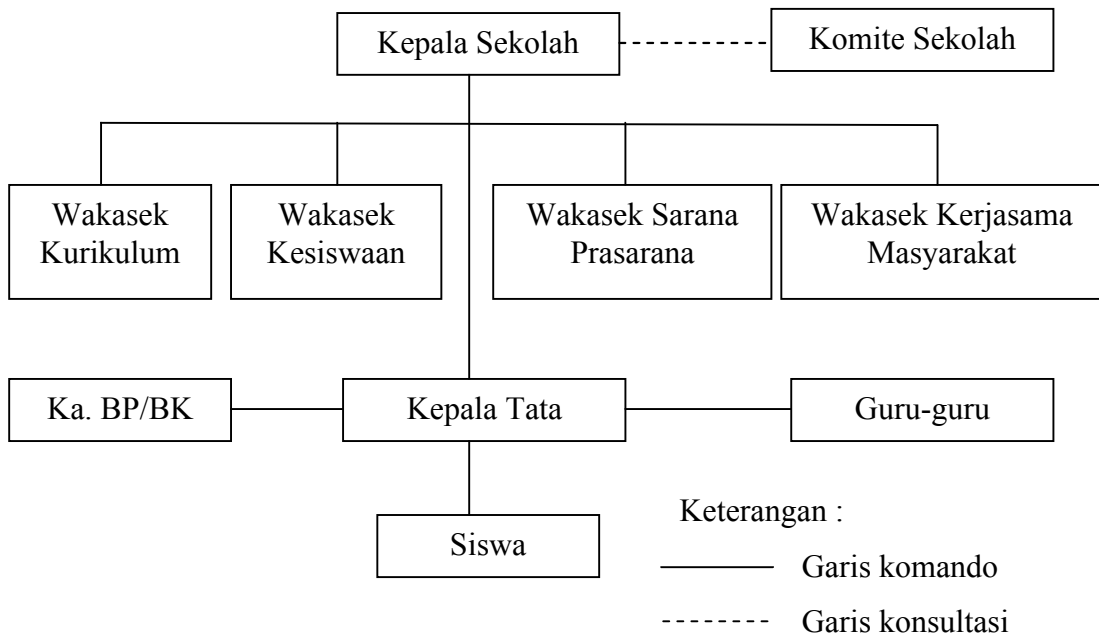 Kepala Sekolah
Komite Sekolah
Wakasek
Kurikulum
Wakasek
Kesiswaan
Wakasek Sarana
Prasarana
Wakasek Kerjasama
Masyarakat
Ka. BP/BK
Kepala Tata
Guru-guru
Siswa
Keterangan :
Garis komando
Garis konsultasi